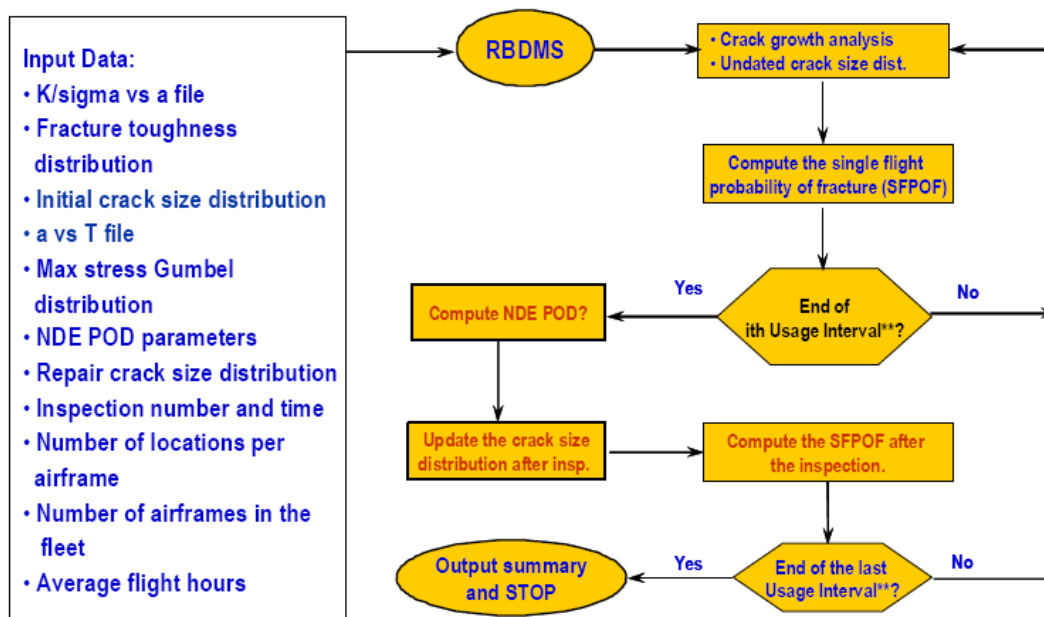 Input Data:
• K/sigma vs a file
• Fracture toughness
distribution
• Initial crack size distribution
• a vs T file
• Max stress Gumbel
distribution
• NDE POD parameters
• Repair crack size distribution
• Inspection number and time
• Number of locations per
airframe
• Number of airframes in the
fleet
• Average flight hours
RBDMS
• Crack growth analysis
• Undated crack size dist.
Compute the single flight
probability of fracture (SFPOF)
End of
ith Usage Interval**?
Yes
No
Compute NDE POD?
Update the crack size
distribution after insp.
Compute the SFPOF after
the inspection.
End of the last
Usage Interval**?
Yes
No
Output summary
and STOP